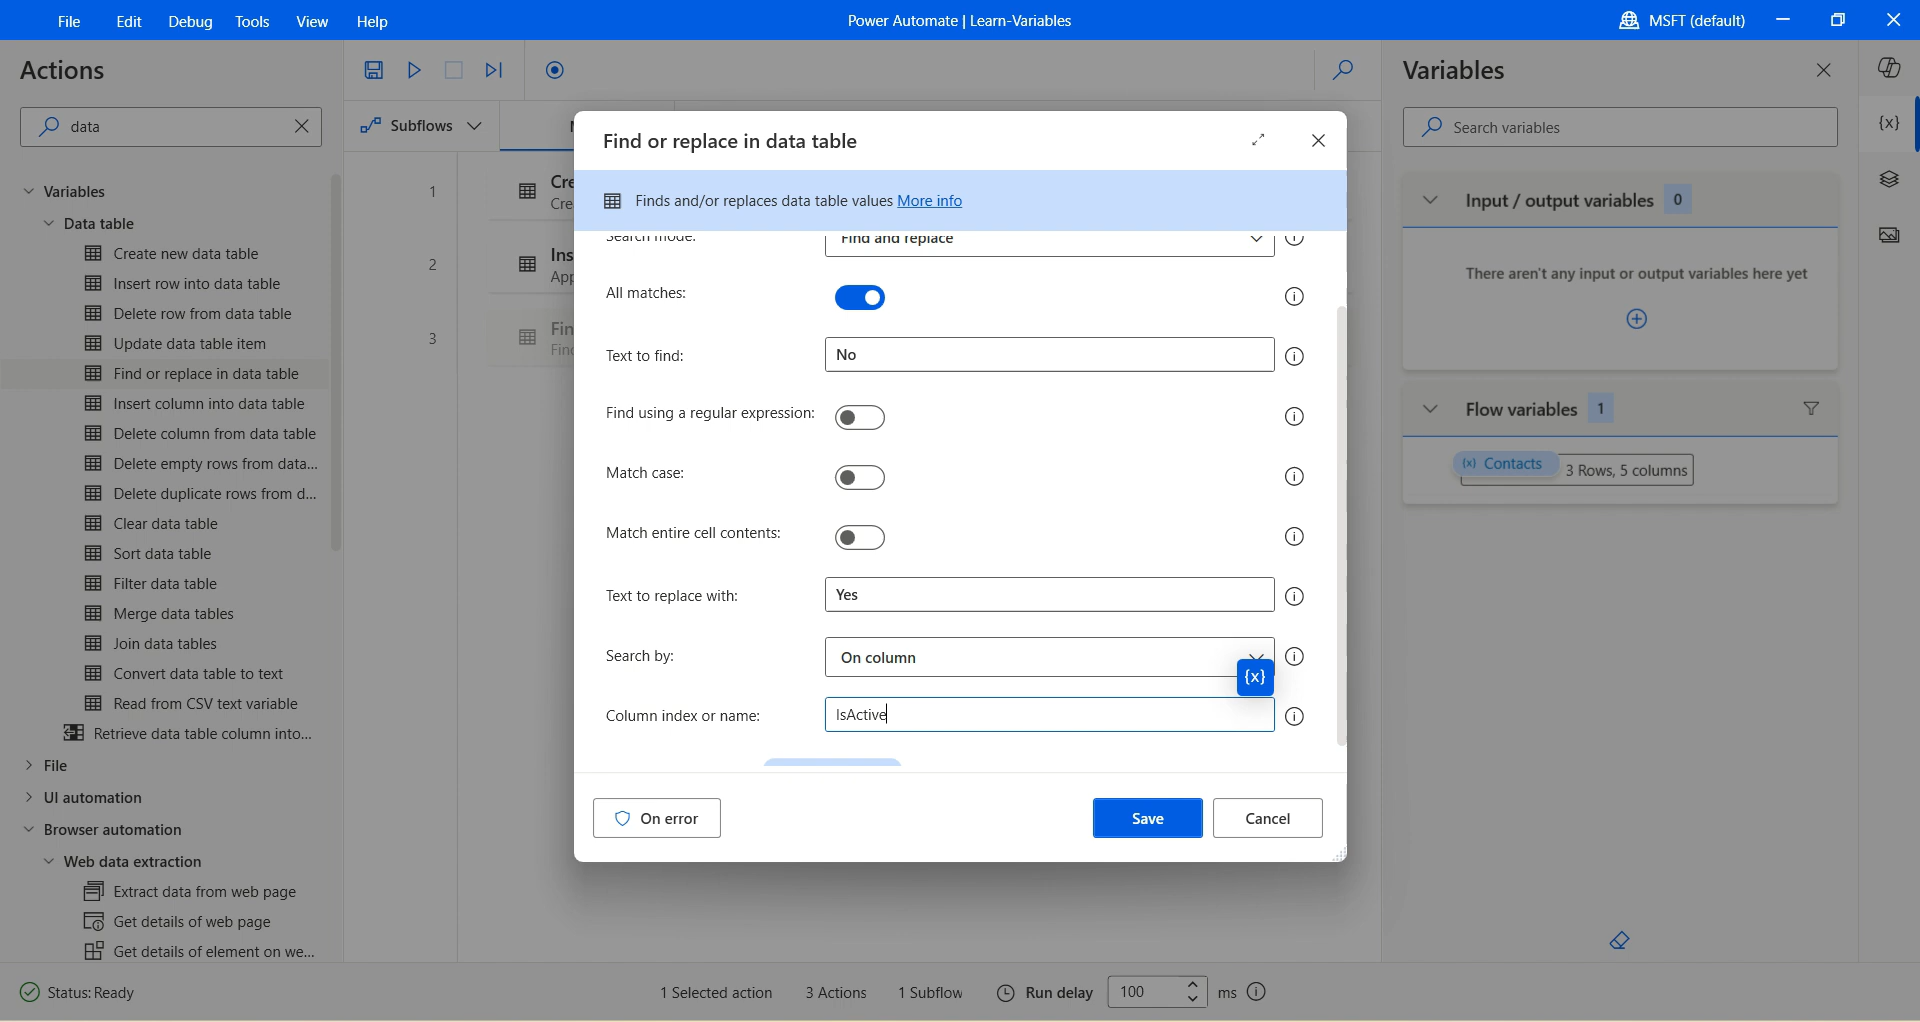 File Edit Debug Tools View Help
Power Automate | Learn-Variables
MSFT (default)
Actions
data
Variables
Data table
Create new data table
Insert row into data table
Delete row from data table
Update data table item
Find or replace in data table
Insert column into data table
Delete column from data table
Delete empty rows from data...
Delete duplicate rows from d...
Clear data table
Sort data table
Filter data table
Merge data tables
Join data tables
Convert data table to text
Read from CSV text variable
Retrieve data table column into...
File
UI automation
Browser automation
Web data extraction
Extract data from web page
Get details of web page
Get details of element on we...
Subflows
1
Cre
Cre
2
Ins
App
3
Fin
Find
Find or replace in data table
Finds and/or replaces data table values More info
Search mode: Find and replace
All matches:
Text to find: No
Find using a regular expression:
Match case:
Match entire cell contents:
Text to replace with: Yes
Search by: On column
{x}
Column index or name: IsActive
On error Save Cancel
Variables
{x}
Search variables
Input / output variables 0
There aren't any input or output variables here yet
Flow variables 1
(x) Contacts 3 Rows, 5 columns
Status: Ready 1 Selected action 3 Actions 1 Subflow Run delay 100 ms